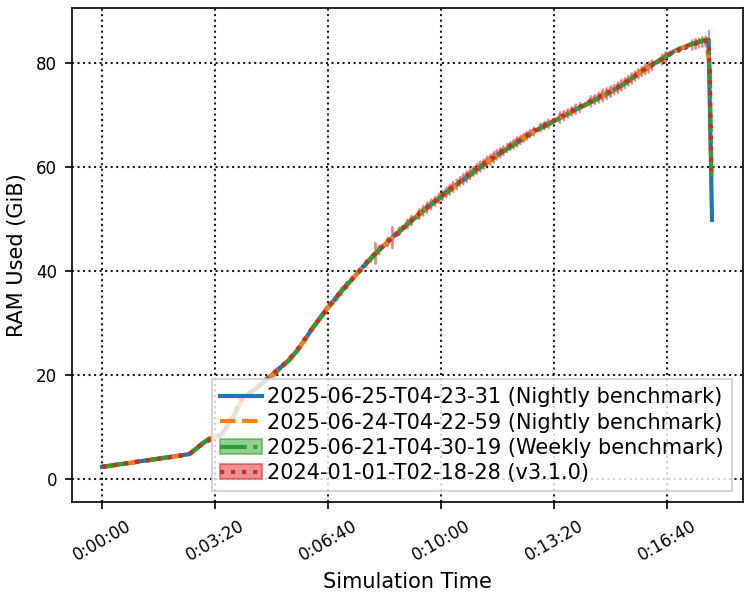 80
60
40
20
0
RAM Used (GiB)
2025-06-25-T04-23-31 (Nightly benchmark)
2025-06-24-T04-22-59 (Nightly benchmark)
2025-06-21-T04-30-19 (Weekly benchmark)
2024-01-01-T02-18-28 (v3.1.0)
0:00:00
0:03:20
0:06:40
0:10:00
0:13:20
0:16:40
Simulation Time